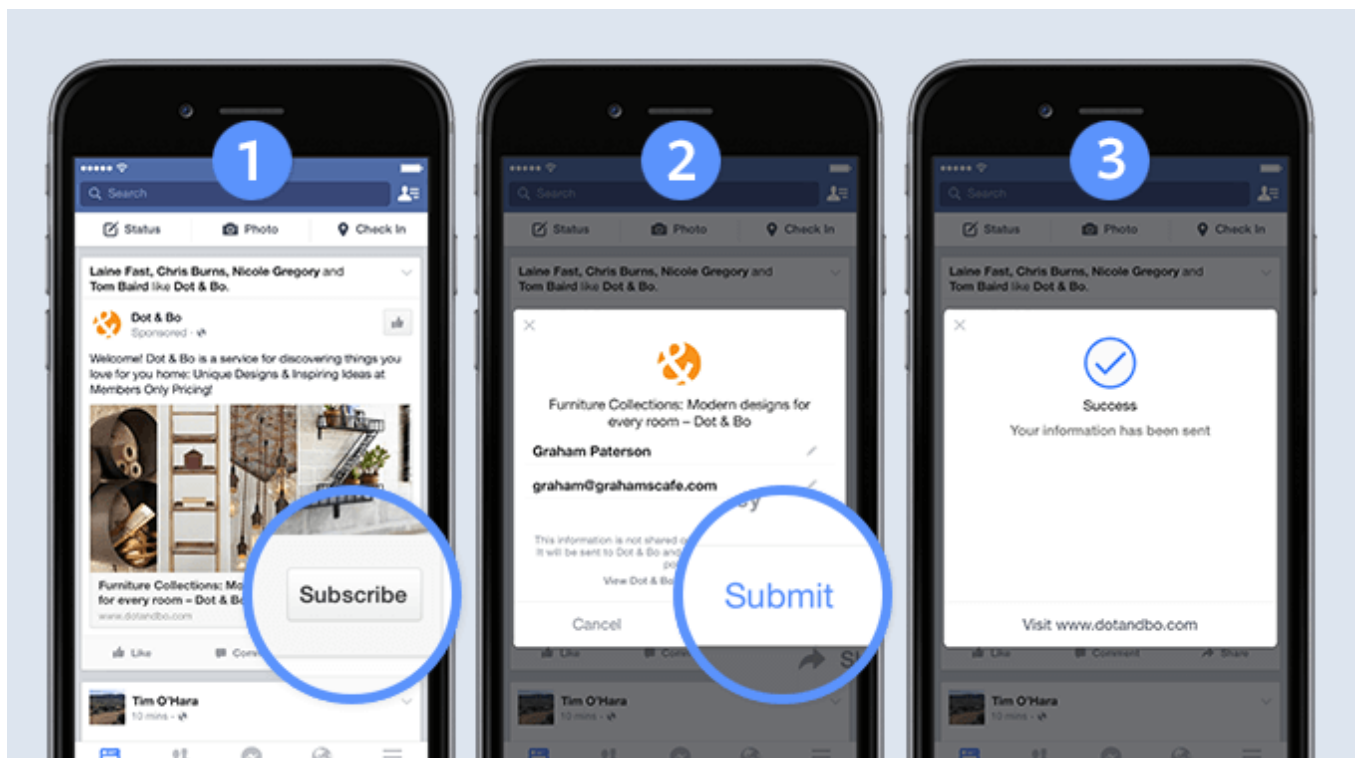 1
Search
Status
Photo
Check In
Laine Fast, Chris Burns, Nicole Gregory and
Tom Baird like Dot & Bo.
&
Dot & Bo
Sponsored ·
Welcome! Dot & Bo is a service for discovering things you
love for you home: Unique Designs & Inspiring Ideas at
Members Only Pricing!
Furniture Collections: Mo
for every room – Dot & B
www.dotandbo.com
Subscribe
Like
Com
Tim O'Hara
10 mins ·
2
Search
Status
Photo
Check In
Laine Fast, Chris Burns, Nicole Gregory and
Tom Baird like Dot & Bo.
&
Furniture Collections: Modern designs for
every room – Dot & Bo
Graham Paterson
graham@grahamscafe.com
This information is not shared
It will be sent to Dot & Bo and
View Dot & Bo
Submit
Cancel
Like
Comment
Tim O'Hara
10 mins ·
3
Search
Status
Photo
Check In
Laine Fast, Chris Burns, Nicole Gregory and
Tom Baird like Dot & Bo.
Success
Your information has been sent
Visit www.dotandbo.com
Like
Comment
Share
Tim O'Hara
10 mins ·